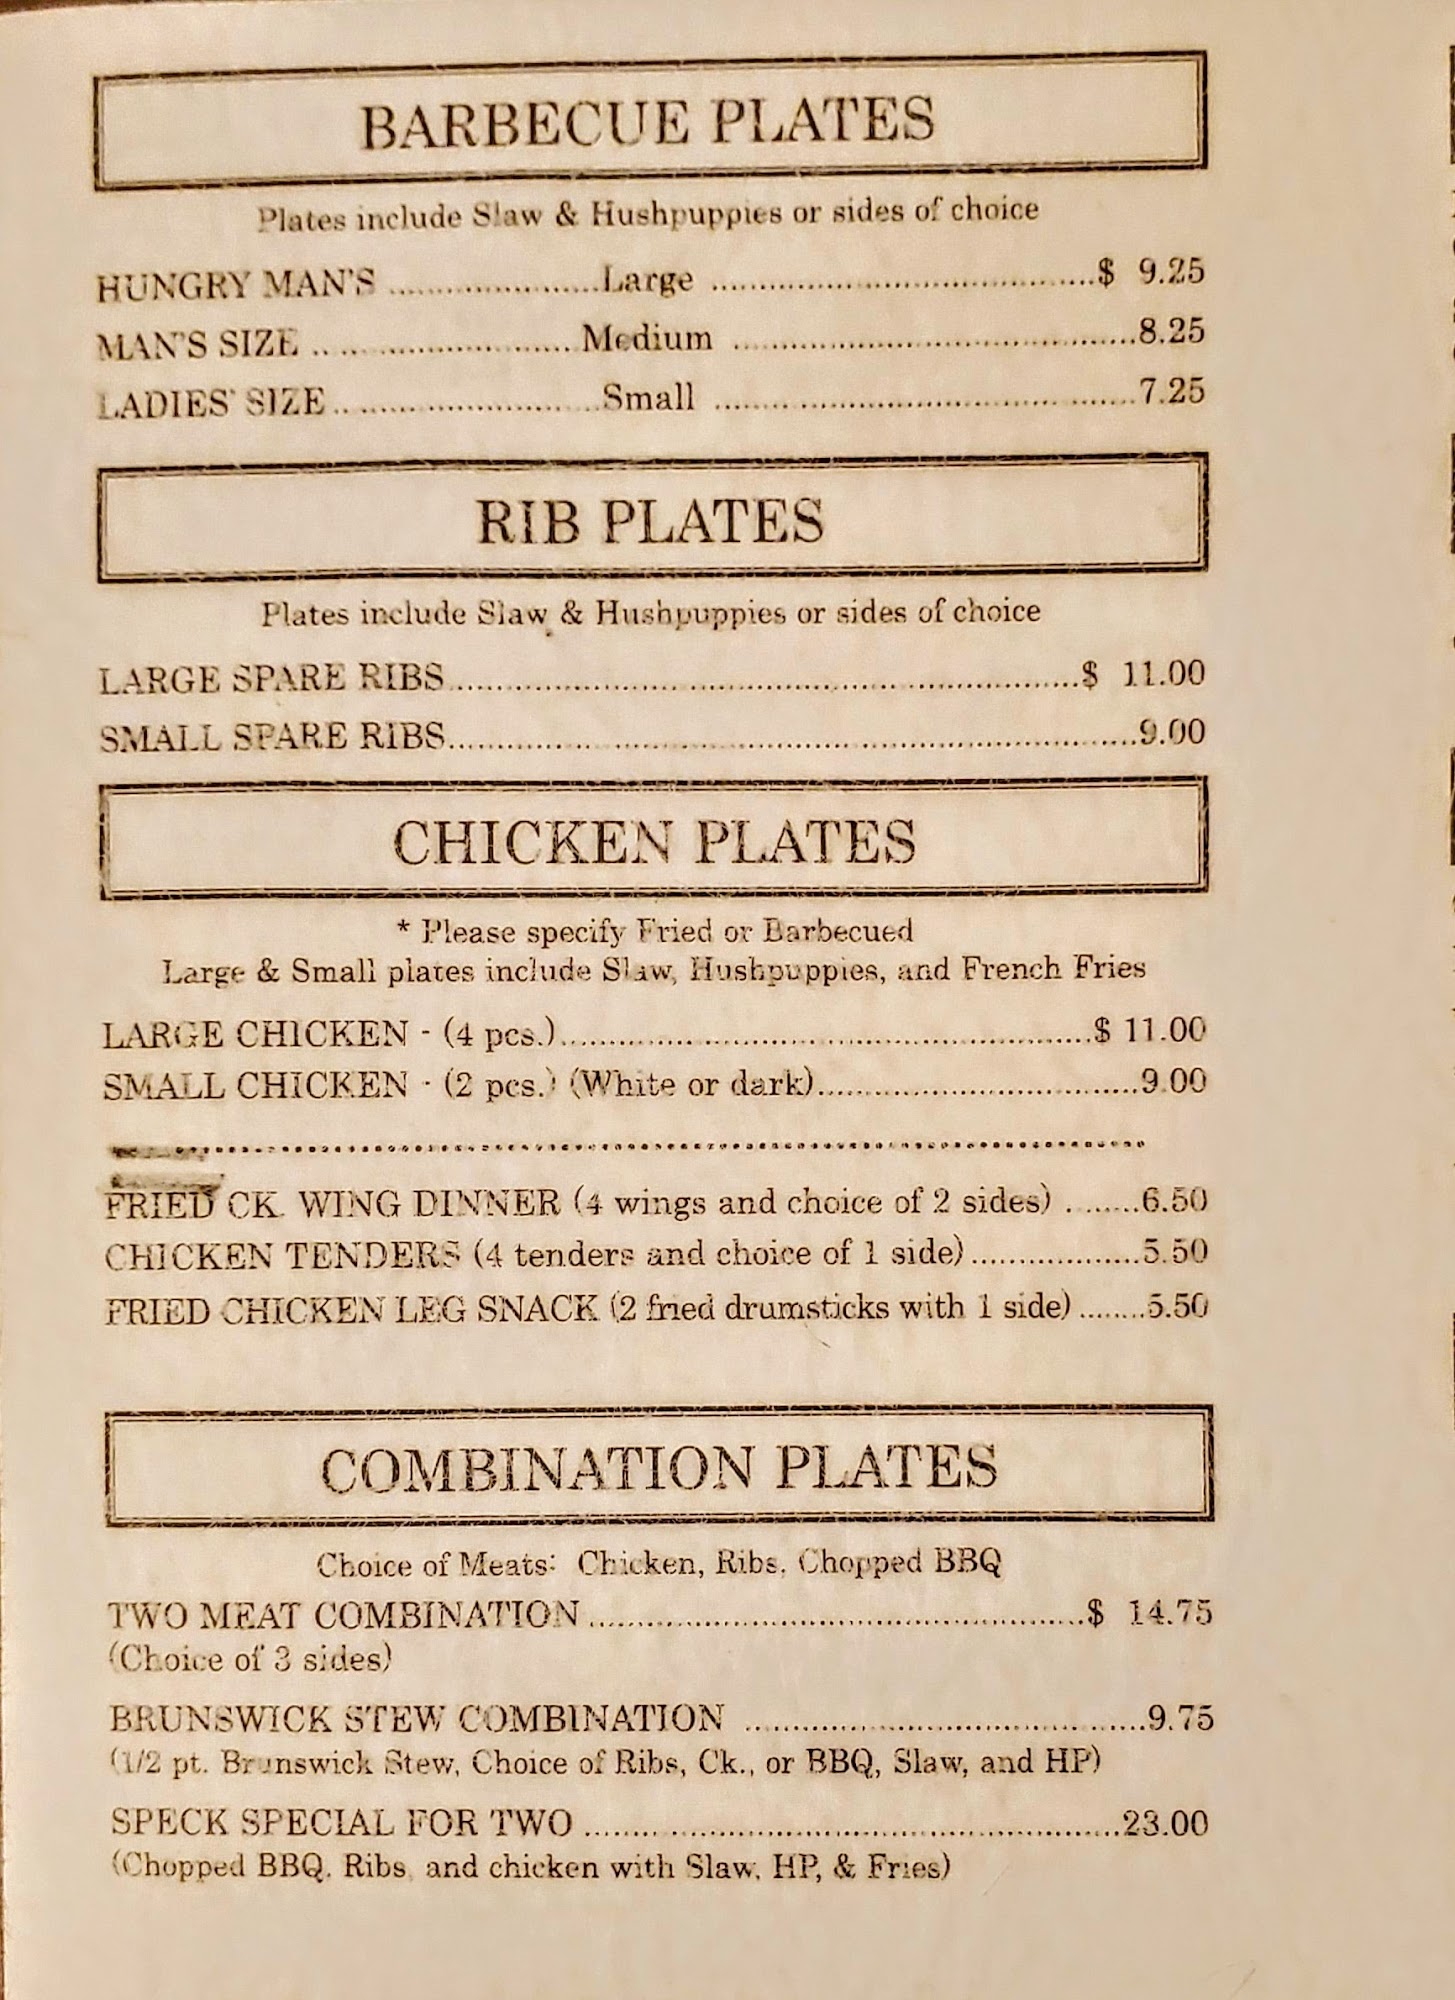 BARBECUE PLATES
Plates include Slaw & Hushpuppies or sides of choice
HUNGRY MAN'S ........................Large ........................................$ 9.25
MAN'S SIZE .. ........................Medium ........................................8.25
LADIES' SIZE.. ........................Small ........................................7.25
RIB PLATES
Plates include Slaw & Hushpuppies or sides of choice
LARGE SPARE RIBS........................................$ 11.00
SMALL SPARE RIBS........................................9.00
CHICKEN PLATES
* Please specify Fried or Barbecued
Large & Small plates include Slaw, Hushpuppies, and French Fries
LARGE CHICKEN - (4 pcs.)........................................$ 11.00
SMALL CHICKEN - (2 pcs.) (White or dark)..............................9.00
FRIED CK. WING DINNER (4 wings and choice of 2 sides) ........6.50
CHICKEN TENDERS (4 tenders and choice of 1 side)..................5.50
FRIED CHICKEN LEG SNACK (2 fried drumsticks with 1 side) ........5.50
COMBINATION PLATES
Choice of Meats: Chicken, Ribs, Chopped BBQ
TWO MEAT COMBINATION........................................$ 14.75
(Choice of 3 sides)
BRUNSWICK STEW COMBINATION ........................................9.75
(1/2 pt. Brunswick Stew, Choice of Ribs, Ck., or BBQ, Slaw, and HP)
SPECK SPECIAL FOR TWO ........................................23.00
(Chopped BBQ, Ribs, and chicken with Slaw, HP, & Fries)